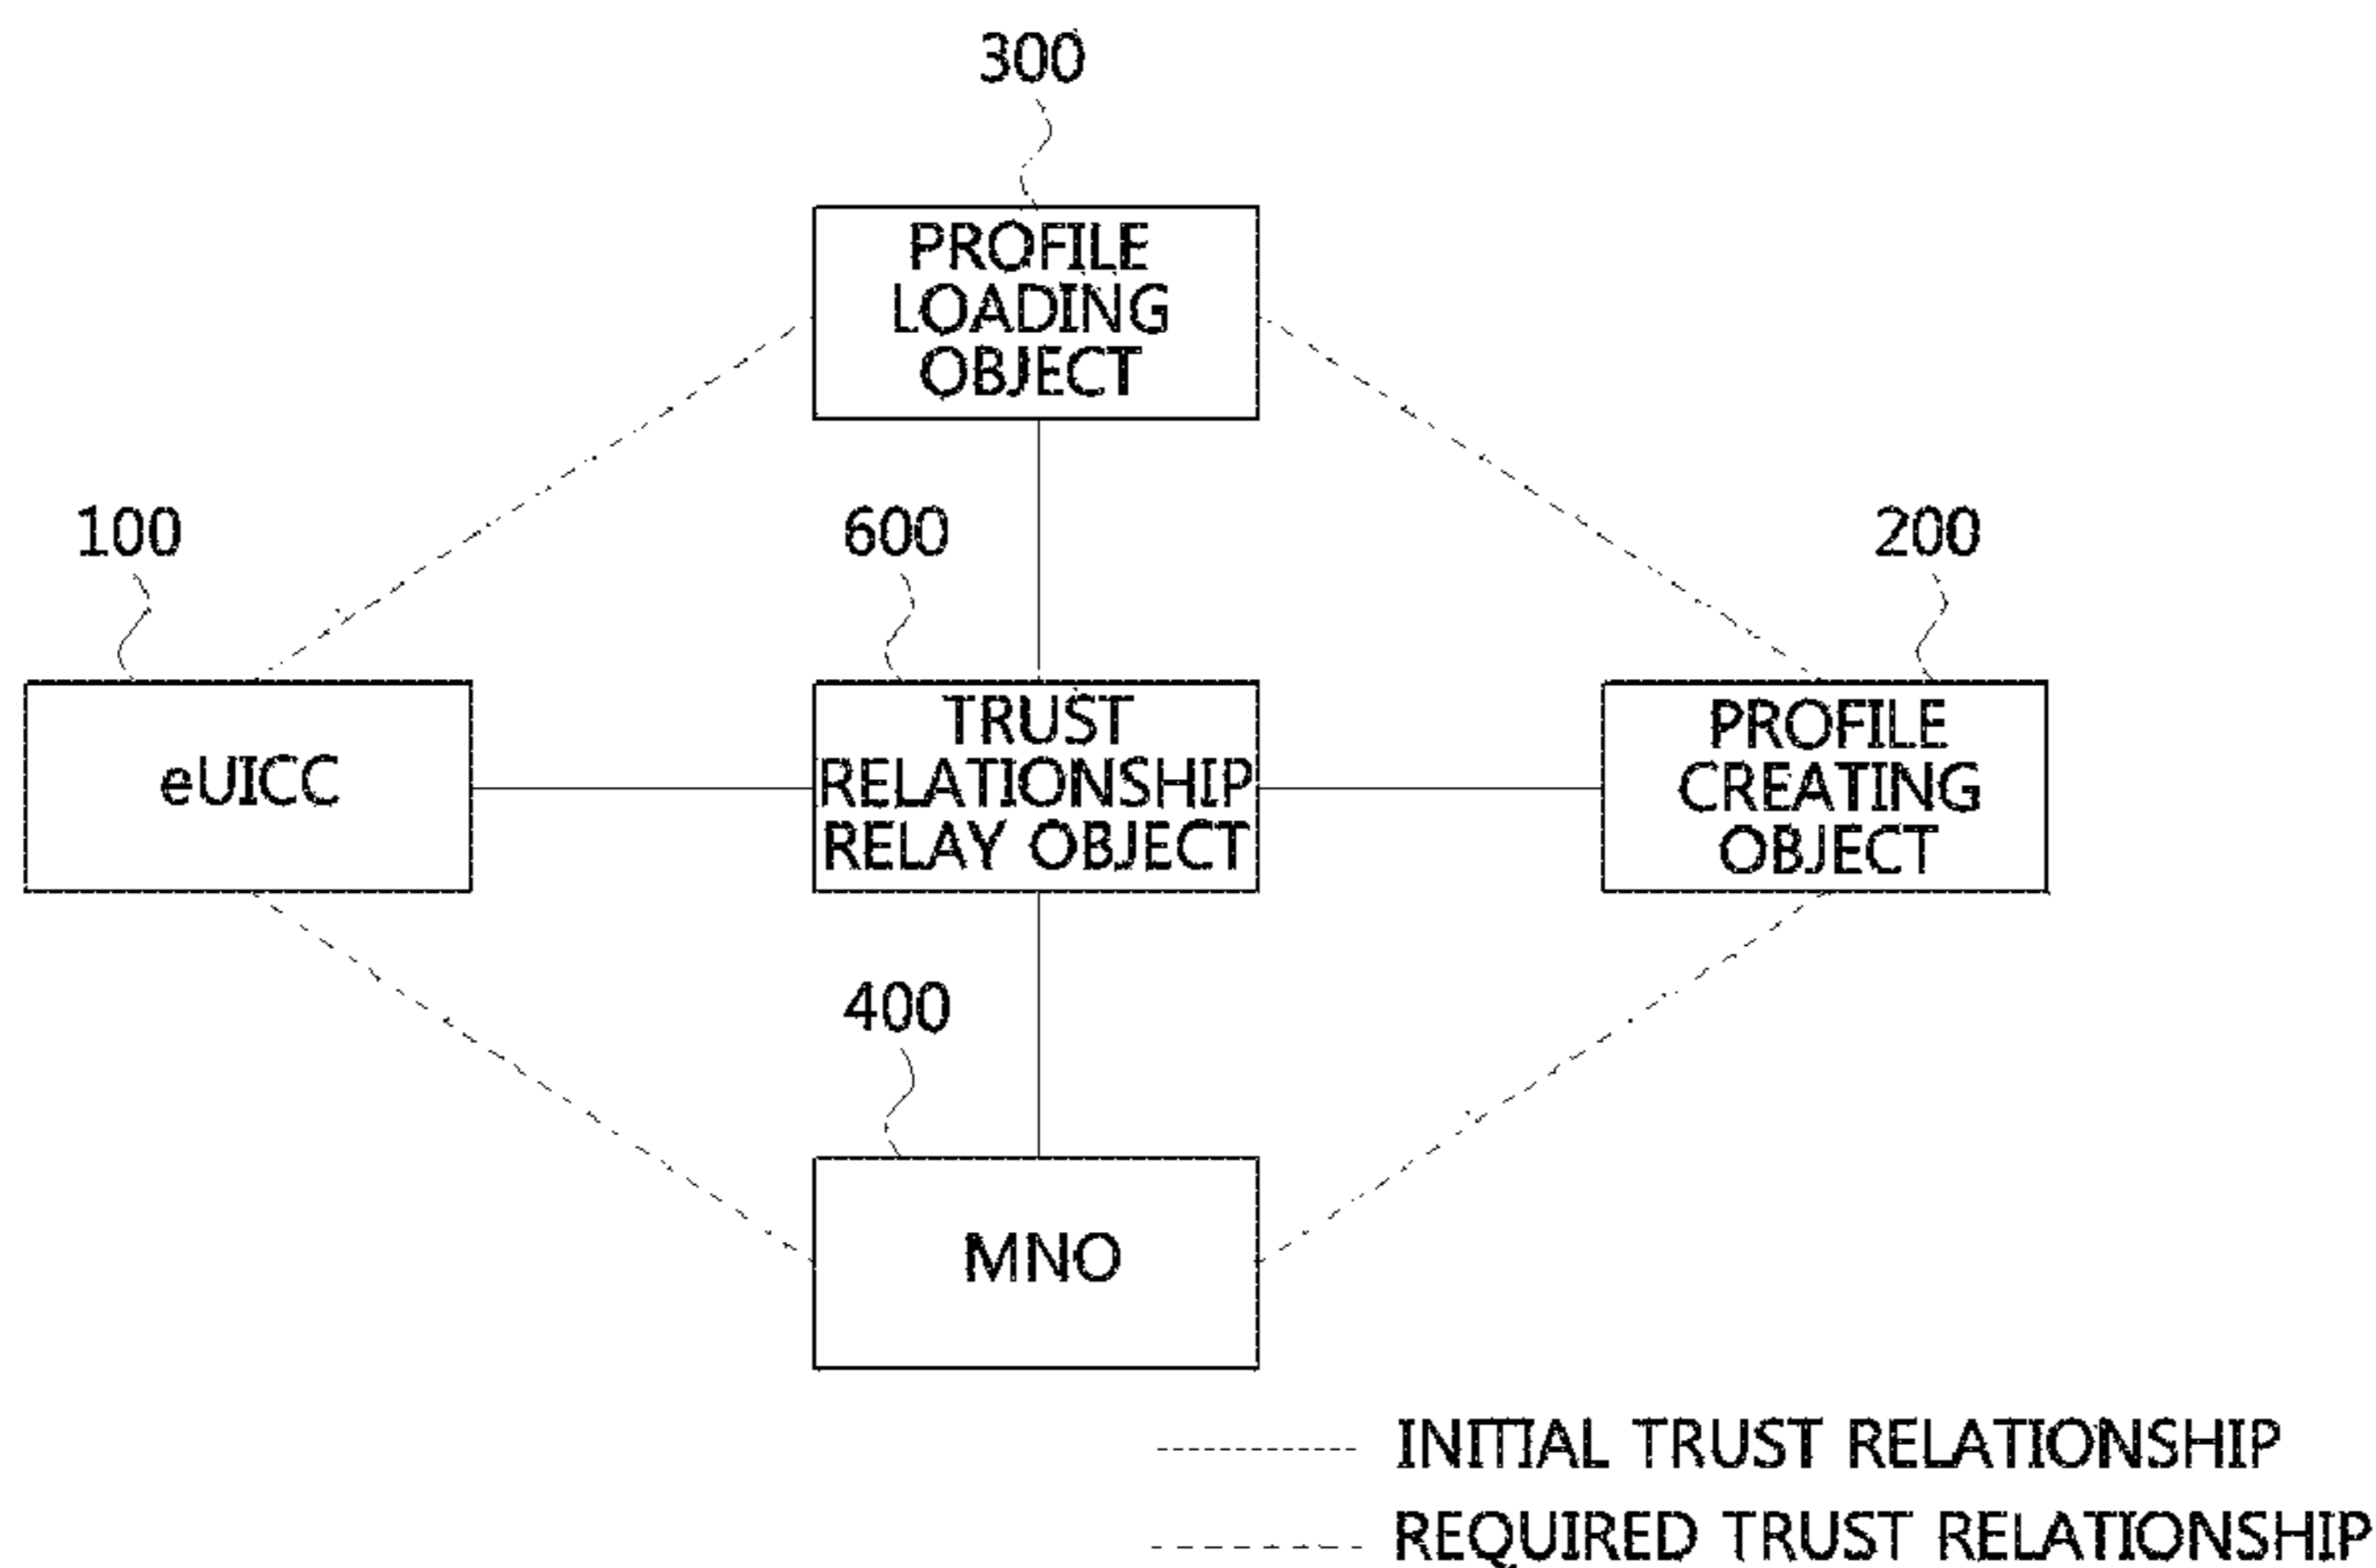 300
PROFILE
LOADING
OBJECT
100
600
200
eUICC
TRUST
RELATIONSHIP
RELAY OBJECT
PROFILE
CREATING
OBJECT
400
MNO
INITIAL TRUST RELATIONSHIP
REQUIRED TRUST RELATIONSHIP